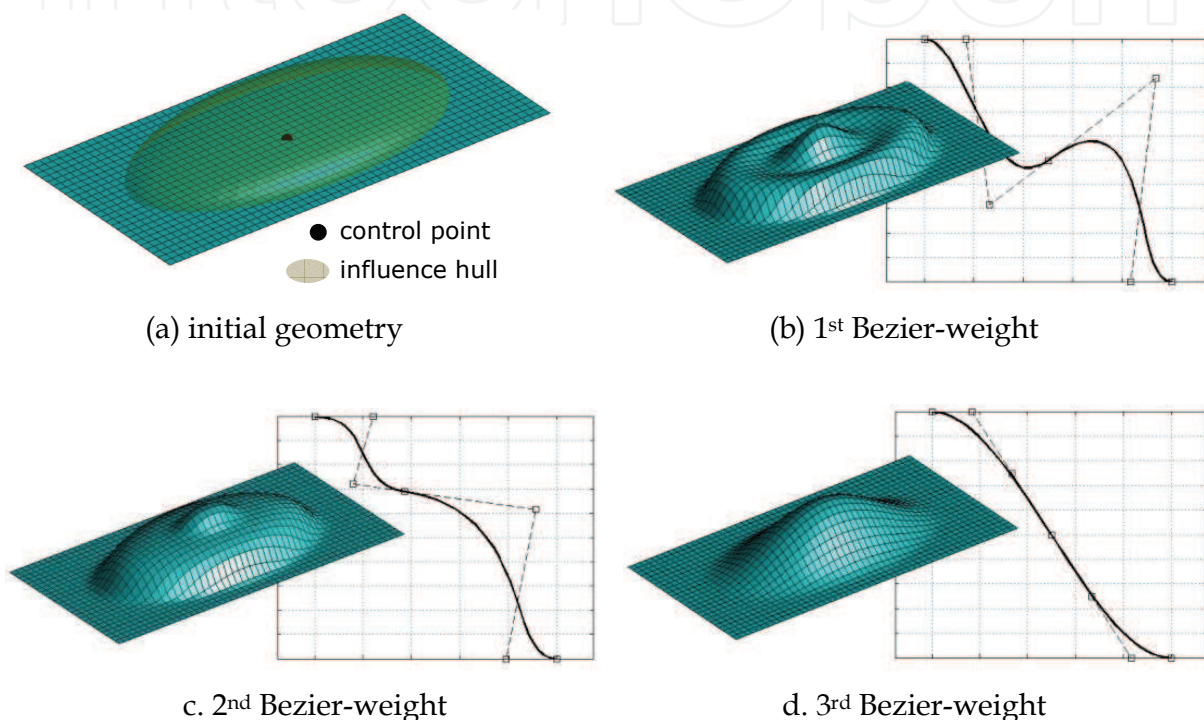 control point
influence hull
(a) initial geometry
(b) 1st Bezier-weight
c. 2nd Bezier-weight
d. 3rd Bezier-weight